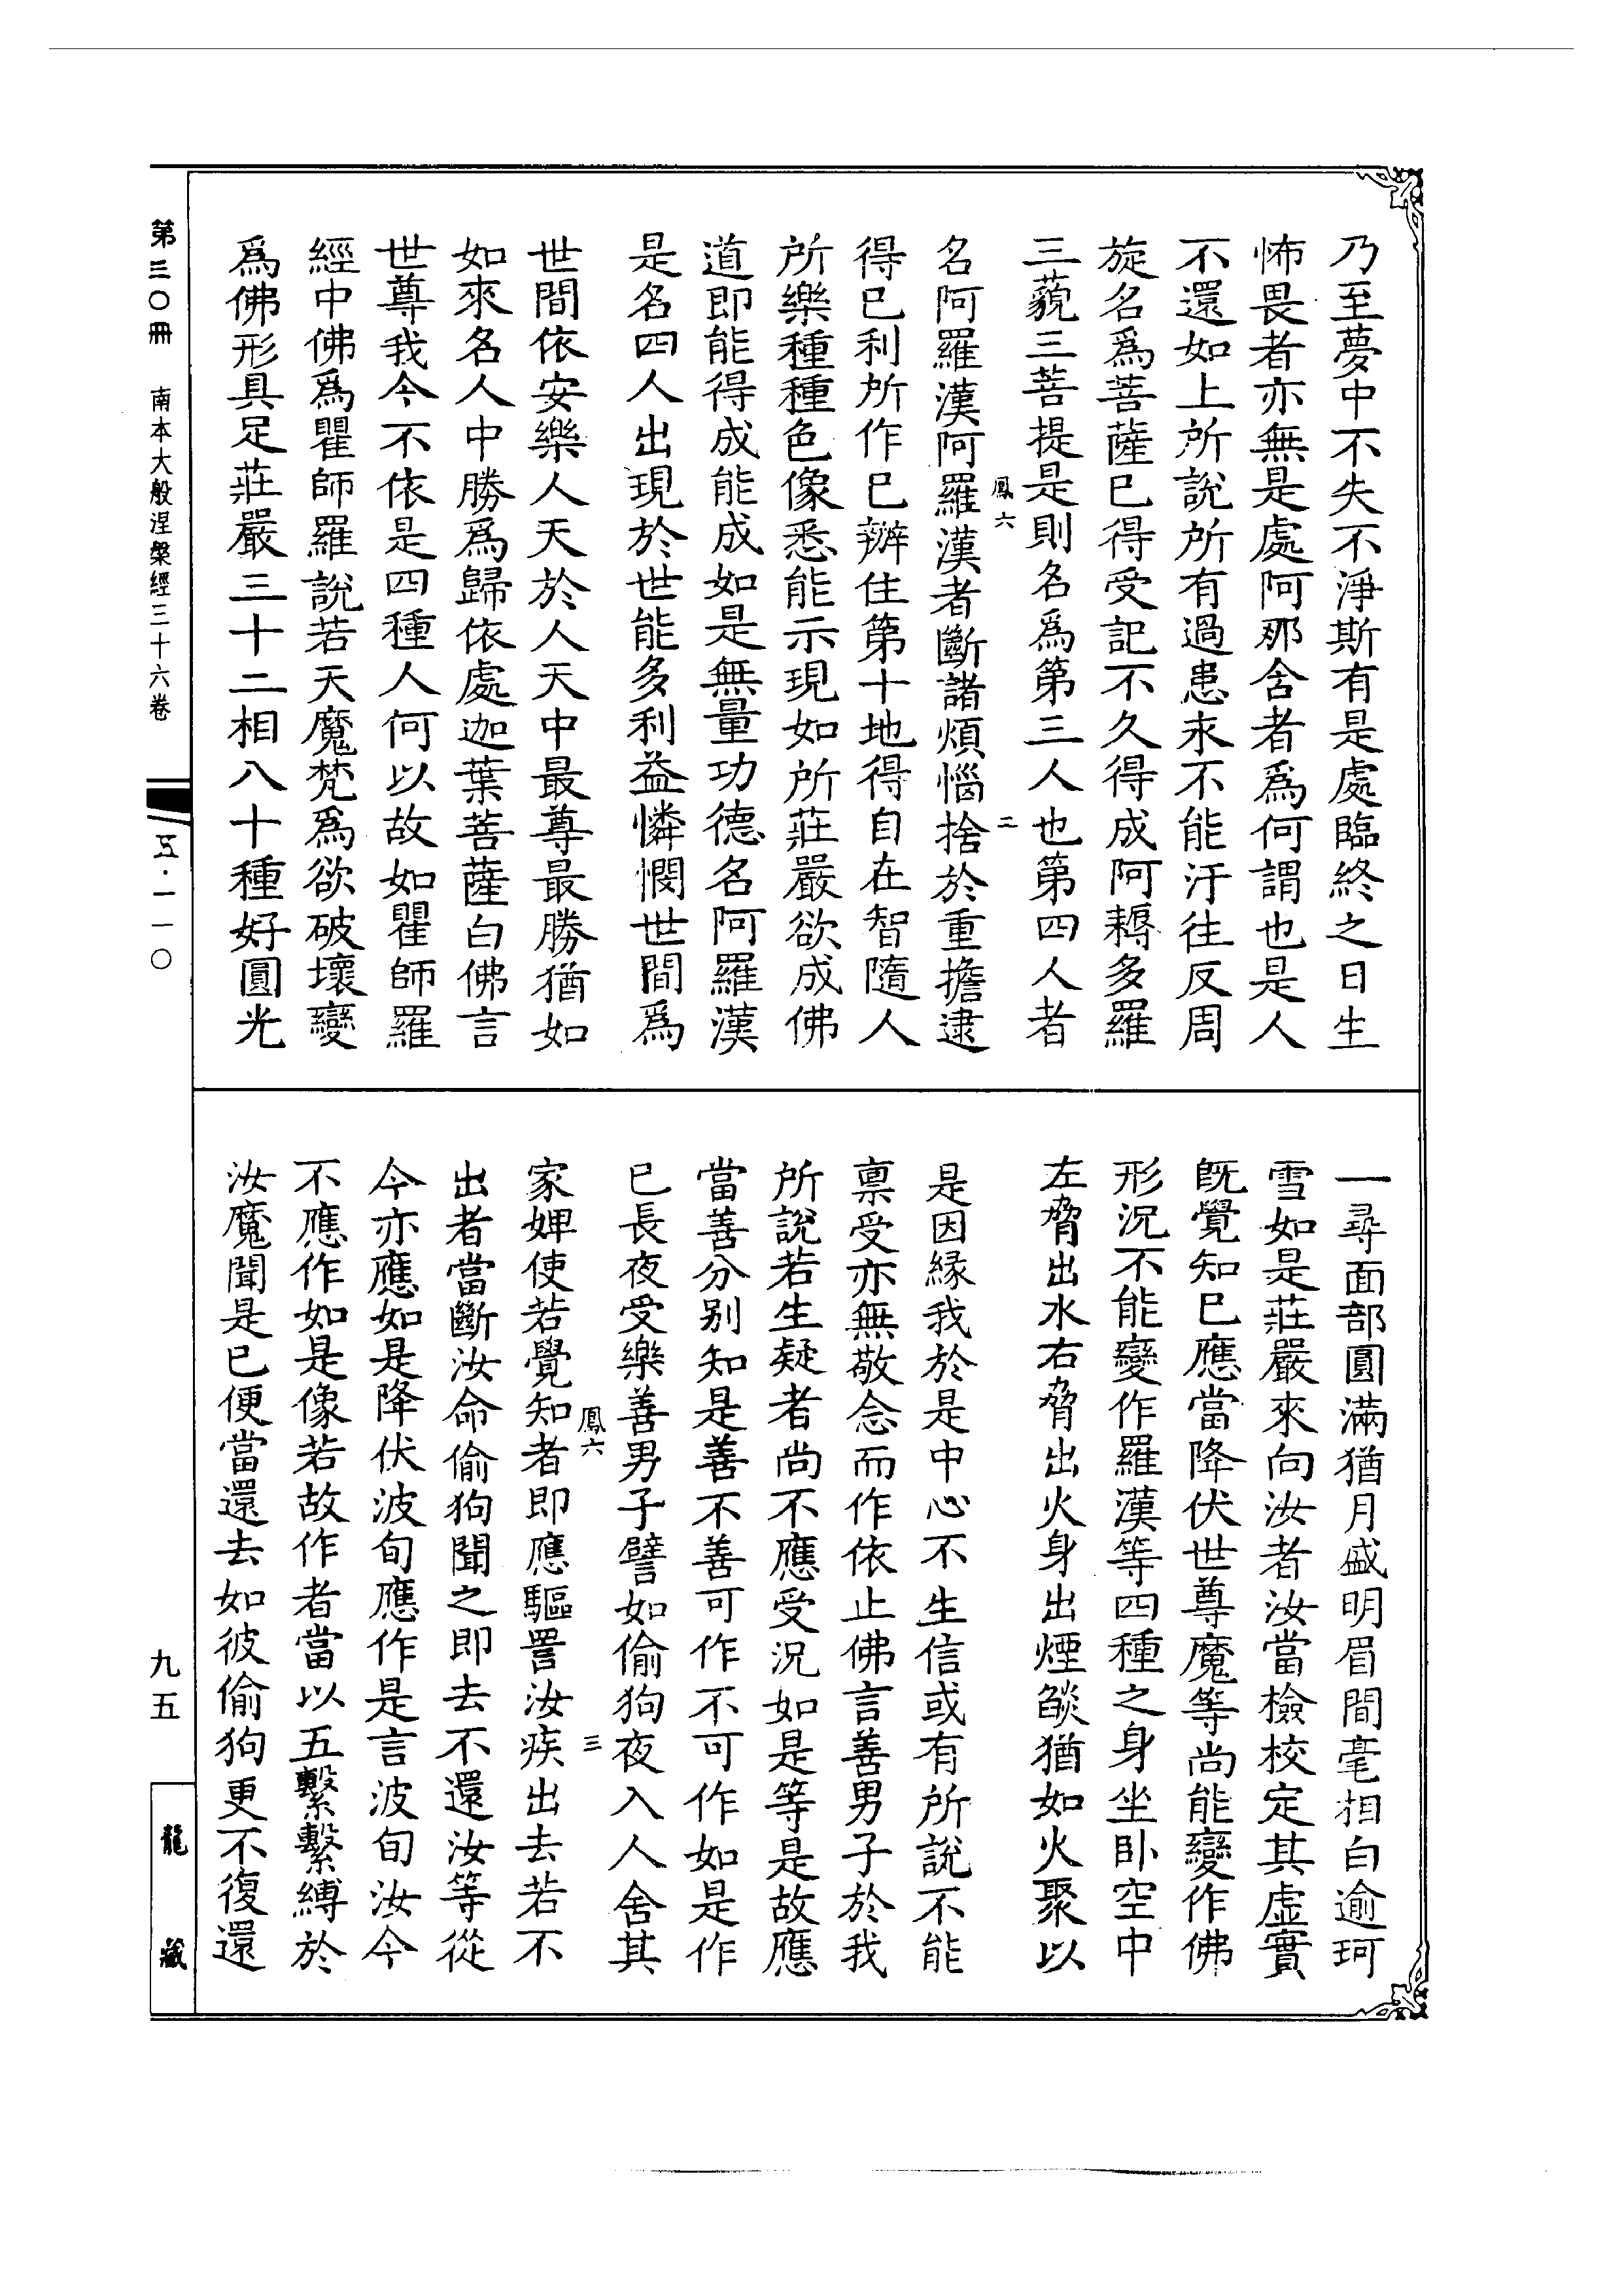 乃至夢中不失不淨斯有是處臨終之日生
怖畏者亦無是處阿那含者爲何謂也是人
不還如上所說所有過患永不能汙往反周
旋名爲菩薩已得受記不久得成阿耨多羅
三藐三菩提是則名爲第三人也第四人者
鳳六
二
名阿羅漢阿羅漢者斷諸煩惱捨於重擔逮
得已利所作已辦住第十地得自在智隨人
所樂種種色像悉能示現如所莊嚴欲成佛
道即能得成能成如是無量功德名阿羅漢
是名四人出現於世能多利益憐憫世間爲
世間依安樂人天於人天中最尊最勝猶如
如來名人中勝爲歸依處迦葉菩薩白佛言
世尊我今不依是四種人何以故如瞿師羅
經中佛爲瞿師羅說若天魔梵爲欲破壞變
爲佛形具足莊嚴三十二相八十種好圓光
一尋面部圓滿猶月盛明眉間毫相白逾珂
雪如是莊嚴來向汝者汝當檢校定其虛實
旣覺知已應當降伏世尊魔等尚能變作佛
形況不能變作羅漢等四種之身坐臥空中
左脅出水右脅出火身出煙燄猶如火聚以
是因緣我於是中心不生信或有所說不能
禀受亦無敬念而作依止佛言善男子於我
所說若生疑者尚不應受況如是等是故應
當善分別知是善不善可作不可作如是作
已長夜受樂善男子譬如偷狗夜入人舍其
鳳六
三
家婢使若覺知者即應驅罵汝疾出去若不
出者當斷汝命偷狗聞之即去不還汝等從
今亦應如是降伏波旬應作是言波旬汝今
不應作如是像若故作者當以五繫繫縛於
汝魔聞是已便當還去如彼偷狗更不復還
第三〇冊 南本大般涅槃經三十六卷
五·一一〇
九五
龍藏